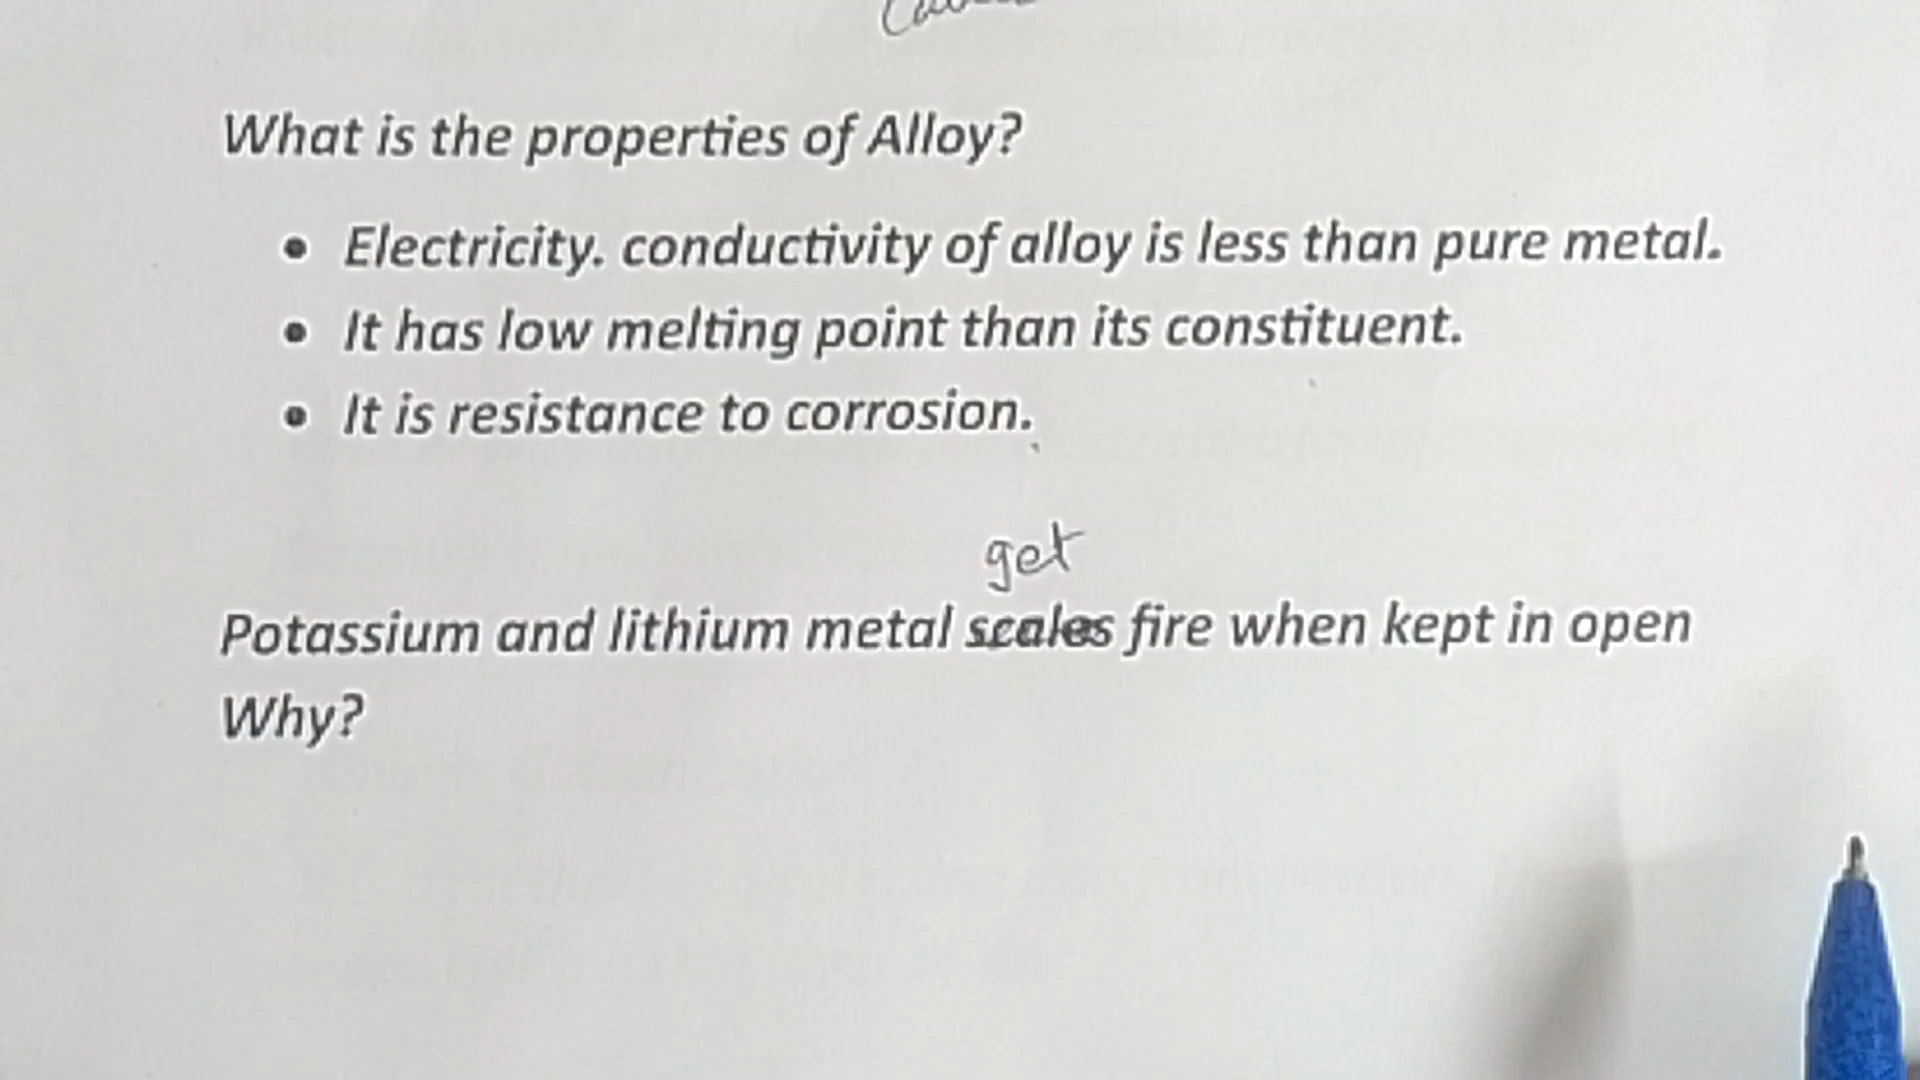 What is the properties of Alloy?
• Electricity. conductivity of alloy is less than pure metal.
• It has low melting point than its constituent.
• It is resistance to corrosion.
get
Potassium and lithium metal scales fire when kept in open
Why?